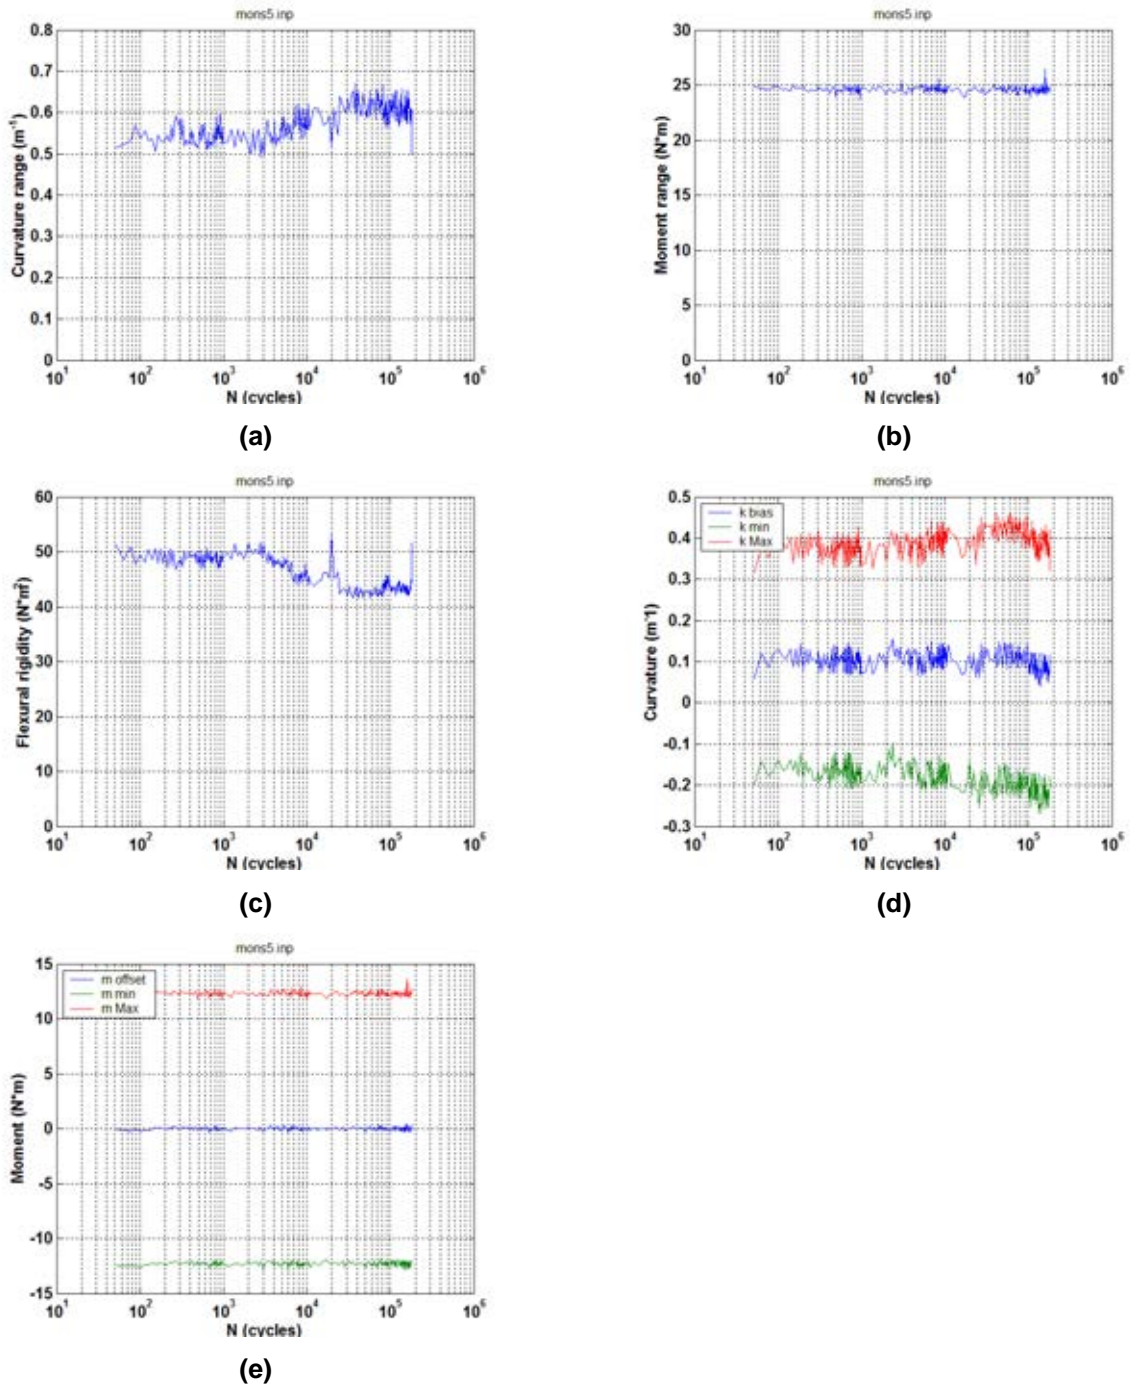 mons5.inp
0.8
0.7
0.6
0.5
0.4
0.3
0.2
0.1
0
Curvature range (m⁻¹)
10¹ 10² 10³ 10⁴ 10⁵ 10⁶
N (cycles)
(a)
mons5.inp
30
25
20
15
10
5
0
Moment range (N*m)
10¹ 10² 10³ 10⁴ 10⁵ 10⁶
N (cycles)
(b)
mons5.inp
60
50
40
30
20
10
0
Flexural rigidity (N*m²)
10¹ 10² 10³ 10⁴ 10⁵ 10⁶
N (cycles)
(c)
mons5.inp
k bias
k min
k Max
0.5
0.4
0.3
0.2
0.1
0
-0.1
-0.2
-0.3
Curvature (m⁻1)
10¹ 10² 10³ 10⁴ 10⁵ 10⁶
N (cycles)
(d)
mons5.inp
m offset
m min
m Max
15
10
5
0
-5
-10
-15
Moment (N*m)
10¹ 10² 10³ 10⁴ 10⁵ 10⁶
N (cycles)
(e)